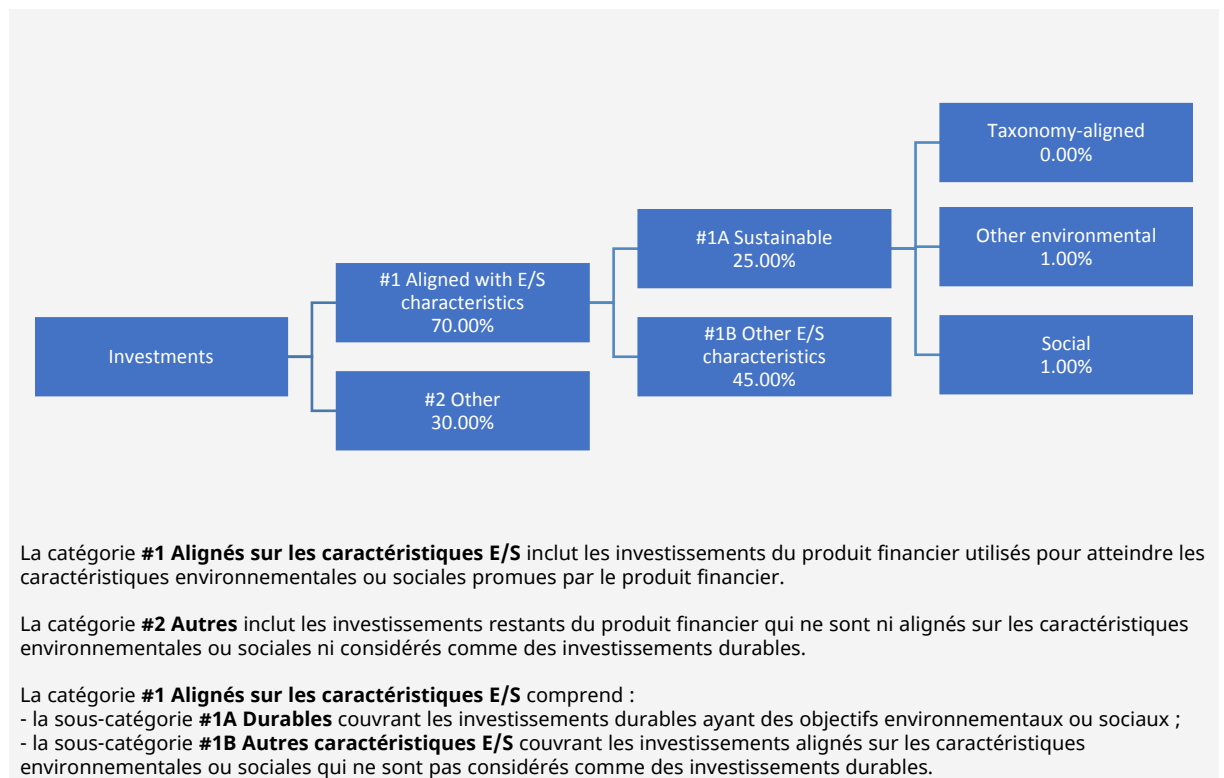 Investments
#1 Aligned with E/S
characteristics
70.00%
#2 Other
30.00%
#1A Sustainable
25.00%
#1B Other E/S
characteristics
45.00%
Taxonomy-aligned
0.00%
Other environmental
1.00%
Social
1.00%
La catégorie #1 Alignés sur les caractéristiques E/S inclut les investissements du produit financier utilisés pour atteindre les
caractéristiques environnementales ou sociales promues par le produit financier.
La catégorie #2 Autres inclut les investissements restants du produit financier qui ne sont ni alignés sur les caractéristiques
environnementales ou sociales ni considérés comme des investissements durables.
La catégorie #1 Alignés sur les caractéristiques E/S comprend :
- la sous-catégorie #1A Durables couvrant les investissements durables ayant des objectifs environnementaux ou sociaux ;
- la sous-catégorie #1B Autres caractéristiques E/S couvrant les investissements alignés sur les caractéristiques
environnementales ou sociales qui ne sont pas considérés comme des investissements durables.